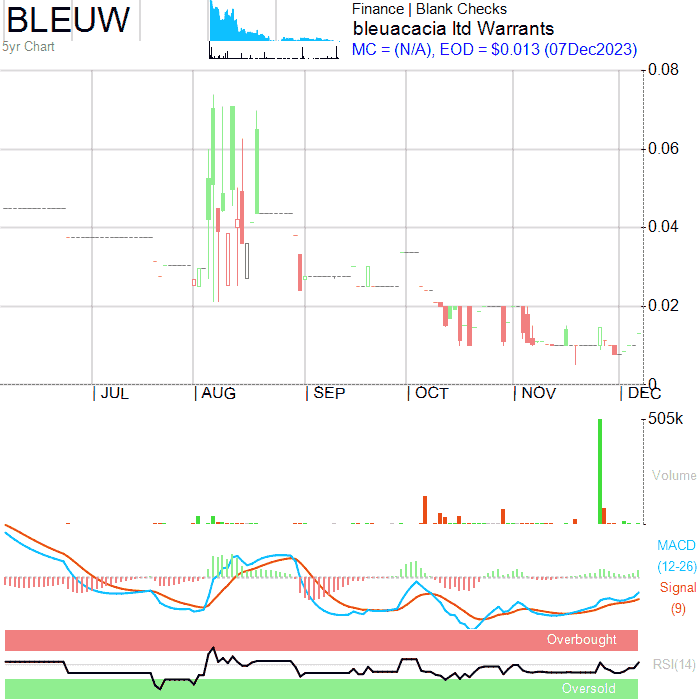 BLEUW
5yr Chart
Finance | Blank Checks
bleuacacia ltd Warrants
MC = (N/A), EOD = $0.013 (07Dec2023)
0.08
0.06
0.04
0.02
0
JUL AUG SEP OCT NOV DEC
505k
Volume
MACD
(12-26)
Signal
(9)
Overbought
RSI(14)
Oversold